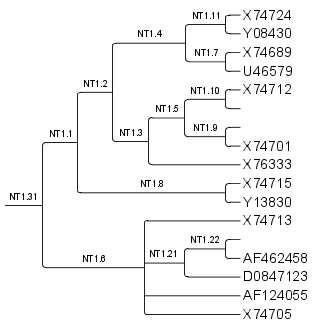 NT1.11
X74724
Y08430
NT1.4
NT1.7
X74689
U46579
NT1.2
NT1.10
X74712
NT1.5
NT1.1
NT1.3
NT1.9
X74701
X76333
NT1.8
X74715
Y13830
NT1.31
X74713
NT1.22
NT1.21
AF462458
NT1.6
D0847123
AF124055
X74705